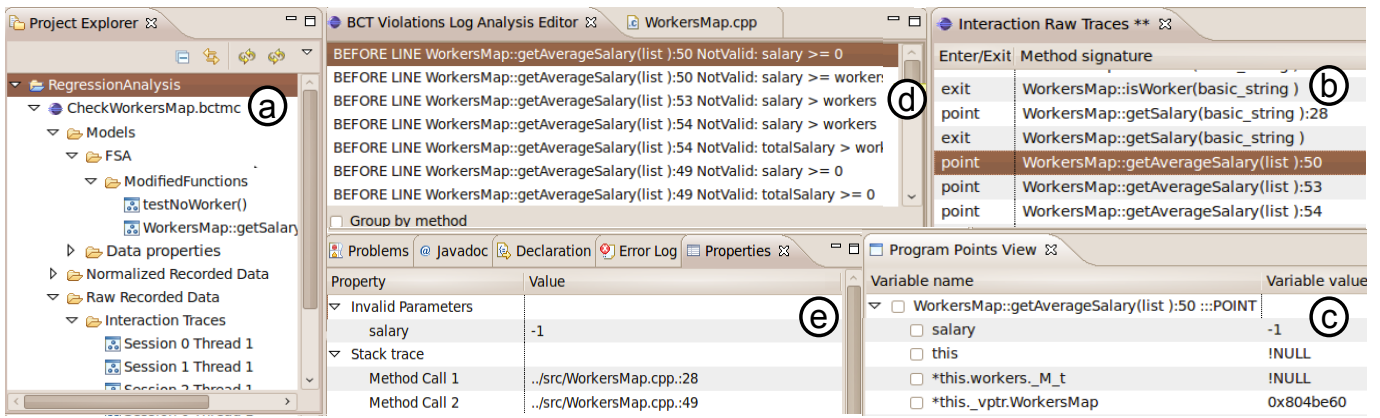 Project Explorer
RegressionAnalysis
CheckWorkersMap.bctmc
a
Models
FSA
ModifiedFunctions
testNoWorker()
WorkersMap::getSalary
Data properties
Normalized Recorded Data
Raw Recorded Data
Interaction Traces
Session 0 Thread 1
Session 1 Thread 1
Session 2 Thread 1
BCT Violations Log Analysis Editor
WorkersMap.cpp
BEFORE LINE WorkersMap::getAverageSalary(list ):50 NotValid: salary >= 0
BEFORE LINE WorkersMap::getAverageSalary(list ):50 NotValid: salary >= workers
BEFORE LINE WorkersMap::getAverageSalary(list ):53 NotValid: salary > workers
BEFORE LINE WorkersMap::getAverageSalary(list ):54 NotValid: salary > workers
BEFORE LINE WorkersMap::getAverageSalary(list ):54 NotValid: totalSalary > work
BEFORE LINE WorkersMap::getAverageSalary(list ):49 NotValid: salary >= 0
BEFORE LINE WorkersMap::getAverageSalary(list ):49 NotValid: totalSalary >= 0
d
Group by method
Interaction Raw Traces **
Enter/Exit Method signature
exit WorkersMap::isWorker(basic_string )
b
point WorkersMap::getSalary(basic_string ):28
exit WorkersMap::getSalary(basic_string )
point WorkersMap::getAverageSalary(list ):50
point WorkersMap::getAverageSalary(list ):53
point WorkersMap::getAverageSalary(list ):54
Problems @ Javadoc Declaration Error Log Properties
Property Value
Invalid Parameters
e
salary -1
Stack trace
Method Call 1 ../src/WorkersMap.cpp.:28
Method Call 2 ../src/WorkersMap.cpp.:49
Program Points View
Variable name Variable value
WorkersMap::getAverageSalary(list ):50 :::POINT
c
salary -1
this !NULL
*this.workers._M_t !NULL
*this._vptr.WorkersMap 0x804be60